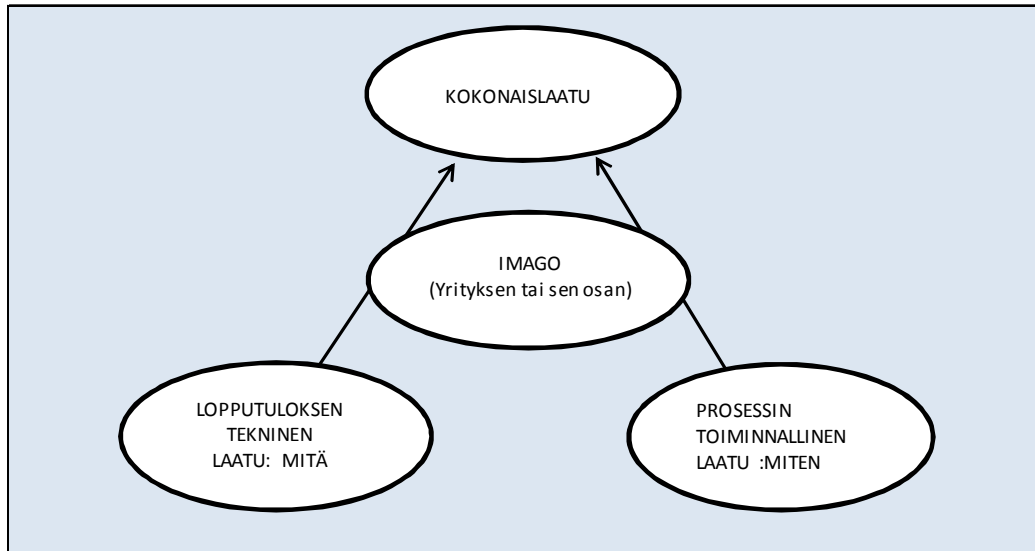 KOKONAISLAATU
IMAGO
(Yrityksen tai sen osan)
LOPPUTULOKSEN
TEKNINEN
LAATU: MITÄ
PROSESSIN
TOIMINNALLINEN
LAATU :MITEN